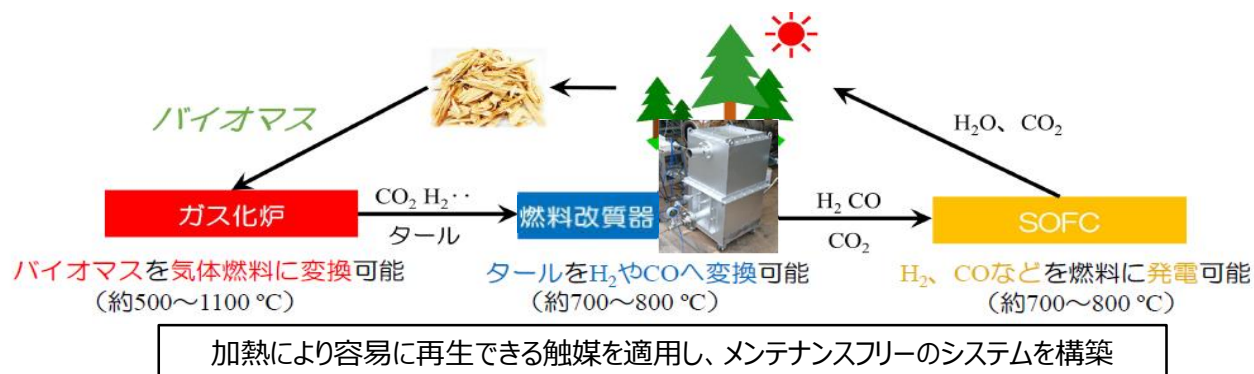 バイオマス
H₂O、CO₂
ガス化炉
CO₂ H₂‥
タール
燃料改質器
H₂ CO
CO₂
SOFC
バイオマスを気体燃料に変換可能
(約500～1100 ℃)
タールをH₂やCOへ変換可能
(約700～800 ℃)
H₂、COなどを燃料に発電可能
(約700～800 ℃)
加熱により容易に再生できる触媒を適用し、メンテナンスフリーのシステムを構築